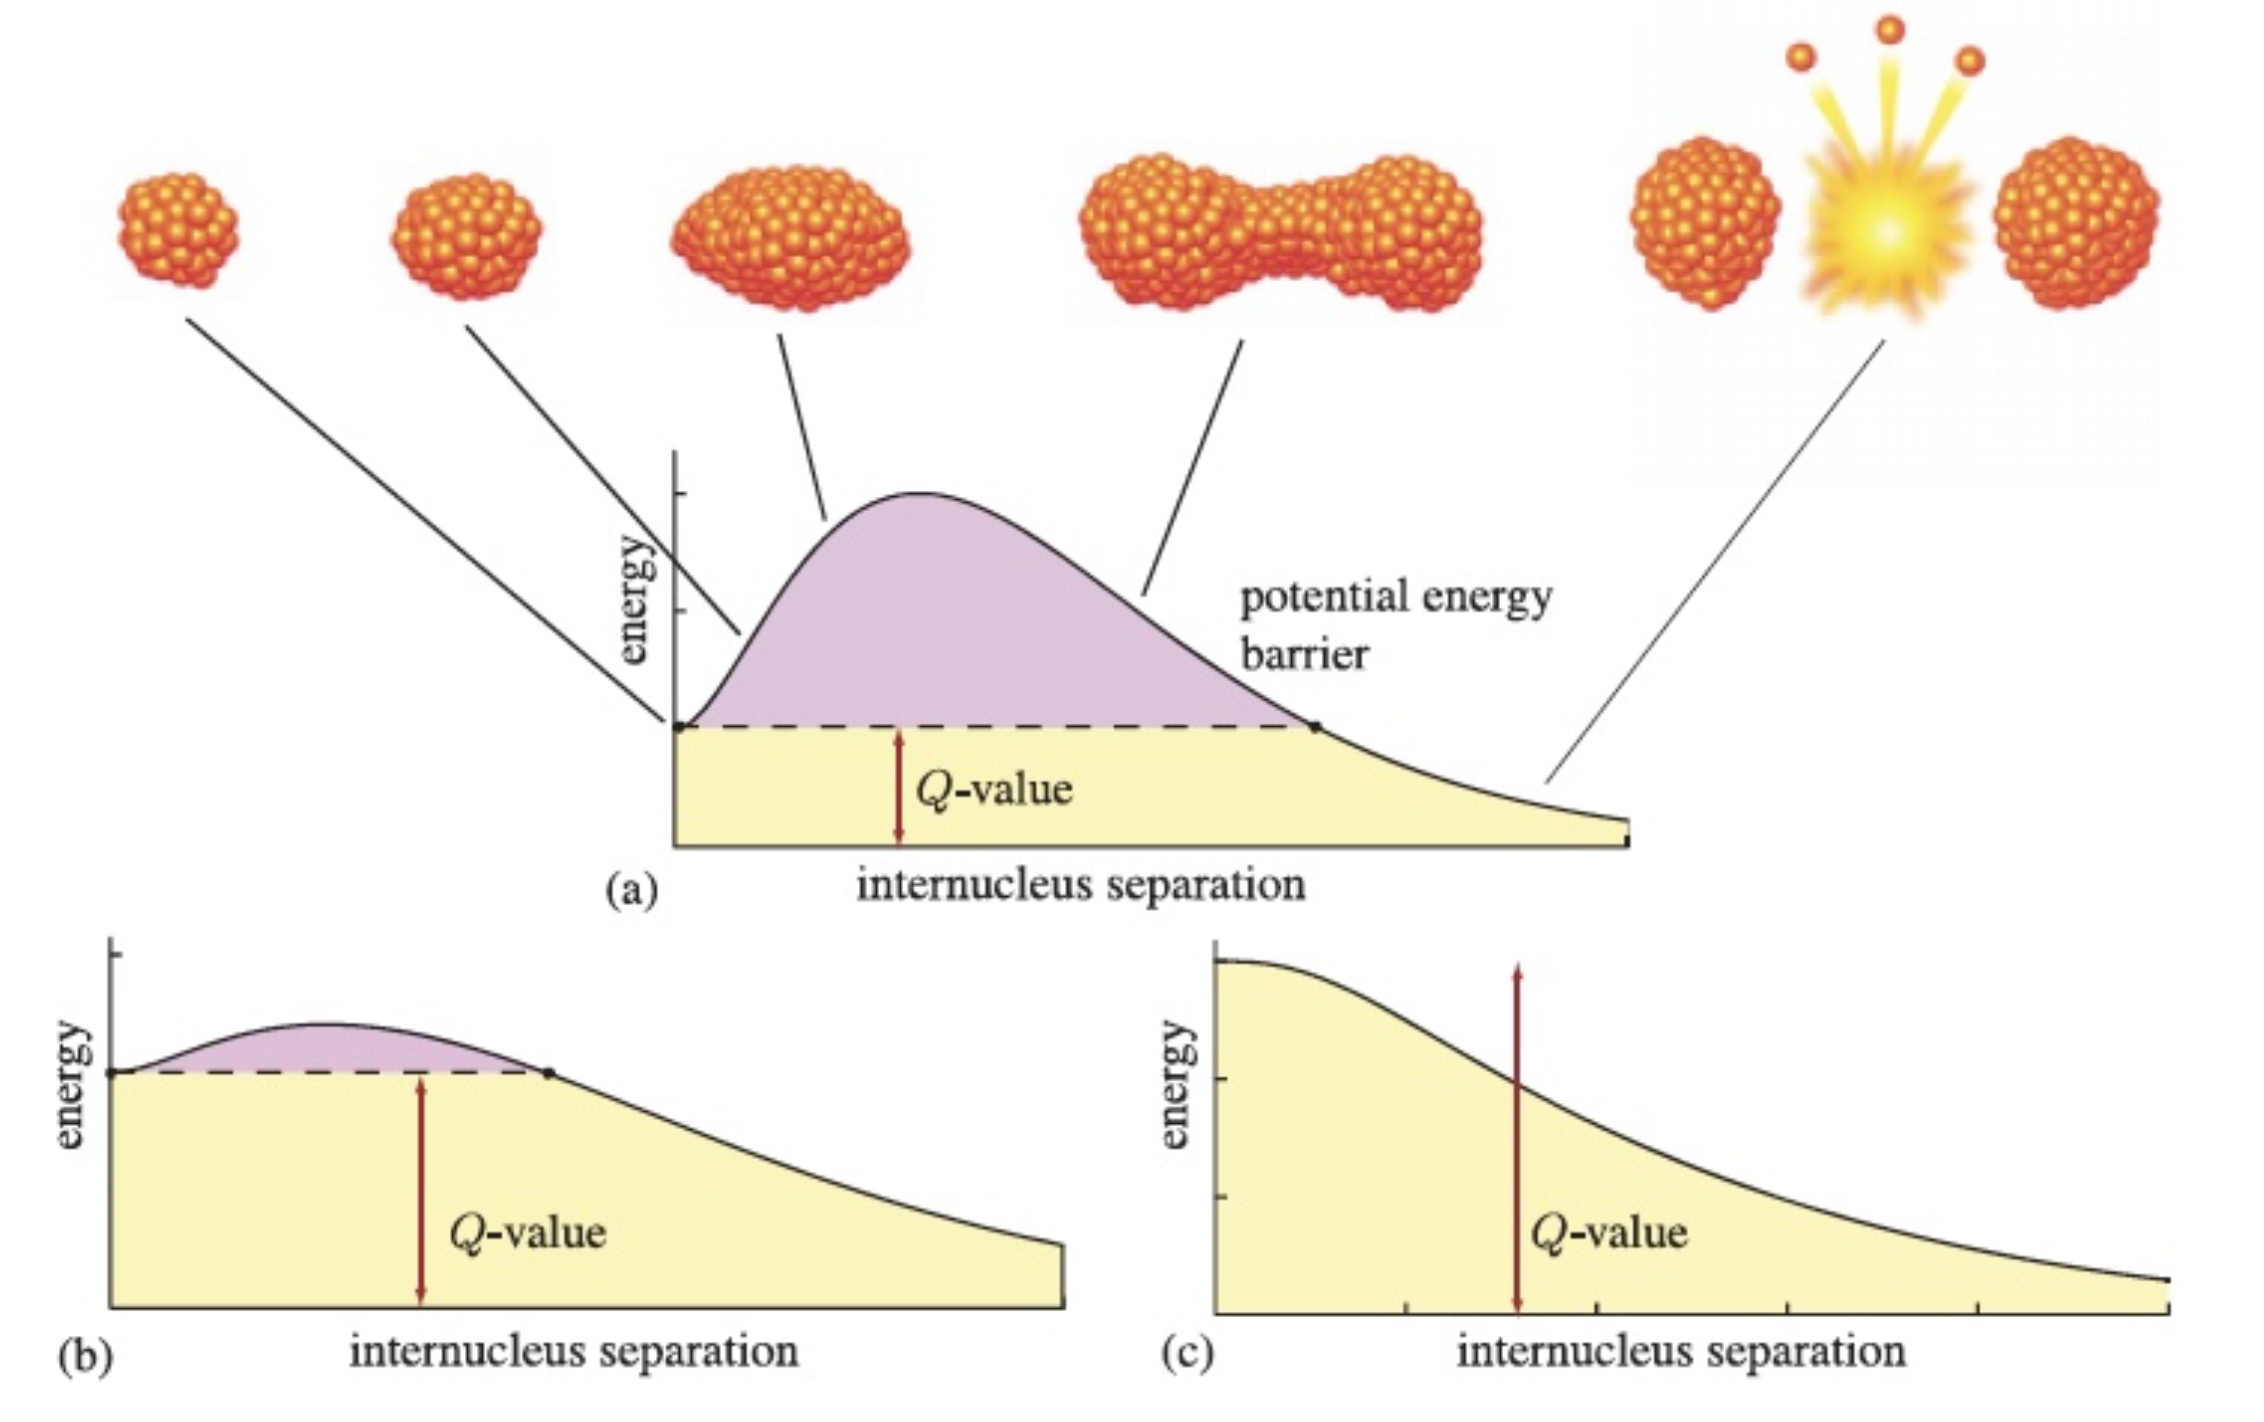 energy
potential energy
barrier
Q-value
(a)
internucleus separation
energy
Q-value
(b)
internucleus separation
energy
Q-value
(c)
internucleus separation